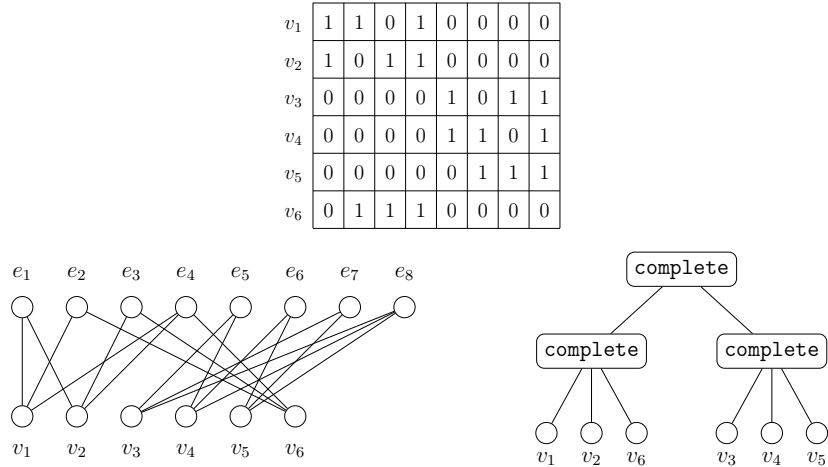 v₁ 1 1 0 1 0 0 0 0
v₂ 1 0 1 1 0 0 0 0
v₃ 0 0 0 0 1 0 1 1
v₄ 0 0 0 0 1 1 0 1
v₅ 0 0 0 0 0 1 1 1
v₆ 0 1 1 1 0 0 0 0
e₁ e₂ e₃ e₄ e₅ e₆ e₇ e₈
v₁ v₂ v₃ v₄ v₅ v₆
complete
complete complete
v₁ v₂ v₆ v₃ v₄ v₅